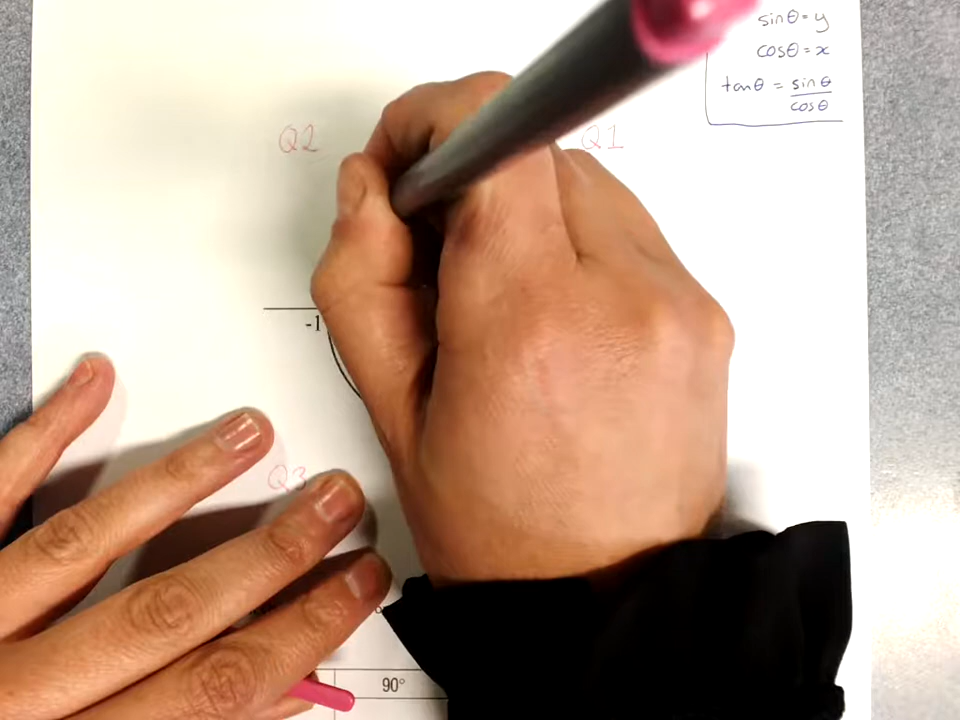 sinθ = y
cosθ = x
tanθ = sinθ
cosθ
Q2
Q1
-1
Q3
90°